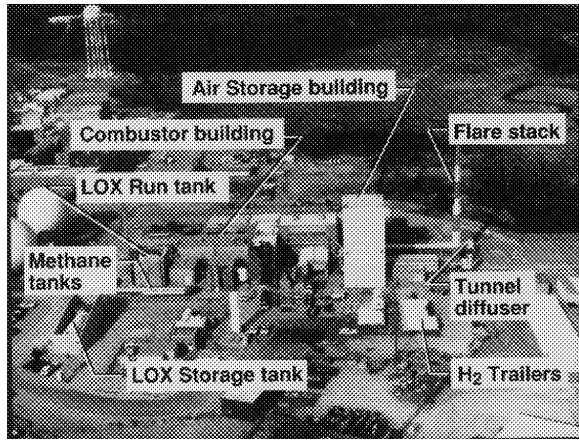 Air Storage building
Combustor building
Flare stack
LOX Run tank
Methane
tanks
Tunnel
diffuser
LOX Storage tank
H₂ Trailers